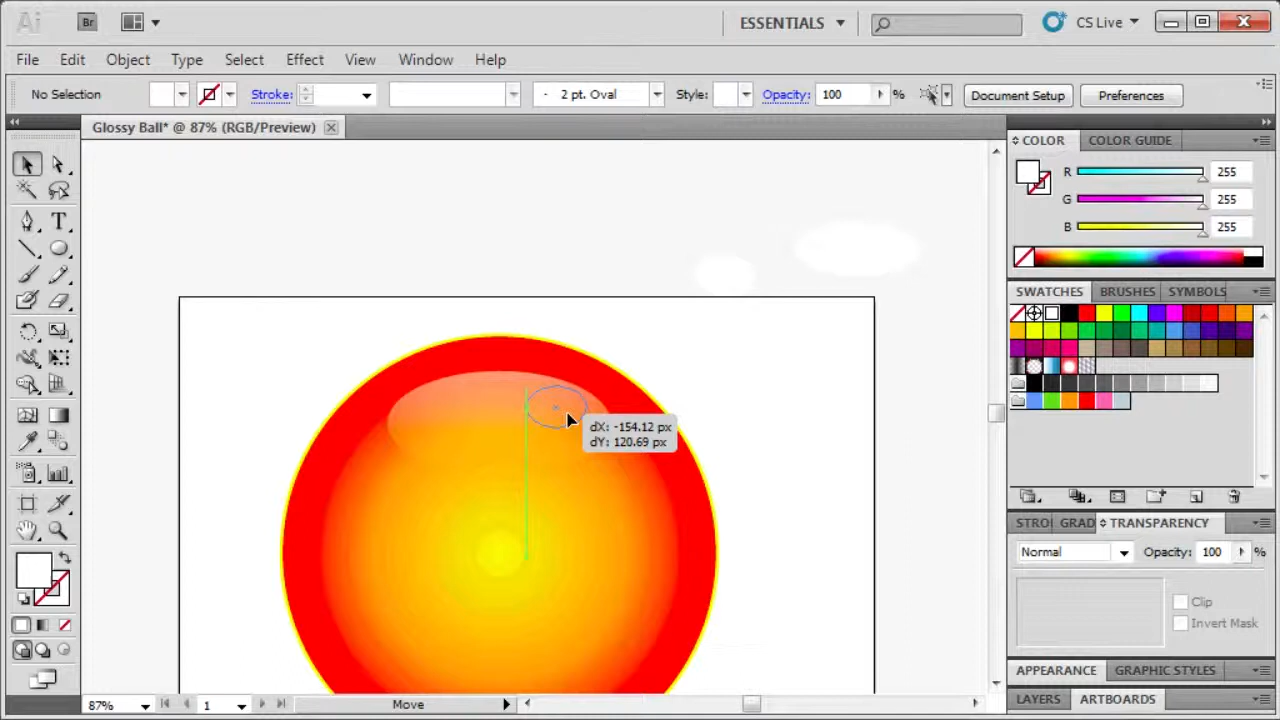 Ai Br ESSENTIALS CS Live
File Edit Object Type Select Effect View Window Help
No Selection Stroke: 2 pt. Oval Style: Opacity: 100 % Document Setup Preferences
Glossy Ball* @ 87% (RGB/Preview)
COLOR COLOR GUIDE
R 255
G 255
B 255
SWATCHES BRUSHES SYMBOLS
dX: -154.12 px
dY: 120.69 px
STRO GRAD TRANSPARENCY
Normal Opacity: 100 %
Clip
Invert Mask
APPEARANCE GRAPHIC STYLES
LAYERS ARTBOARDS
87% 1 Move